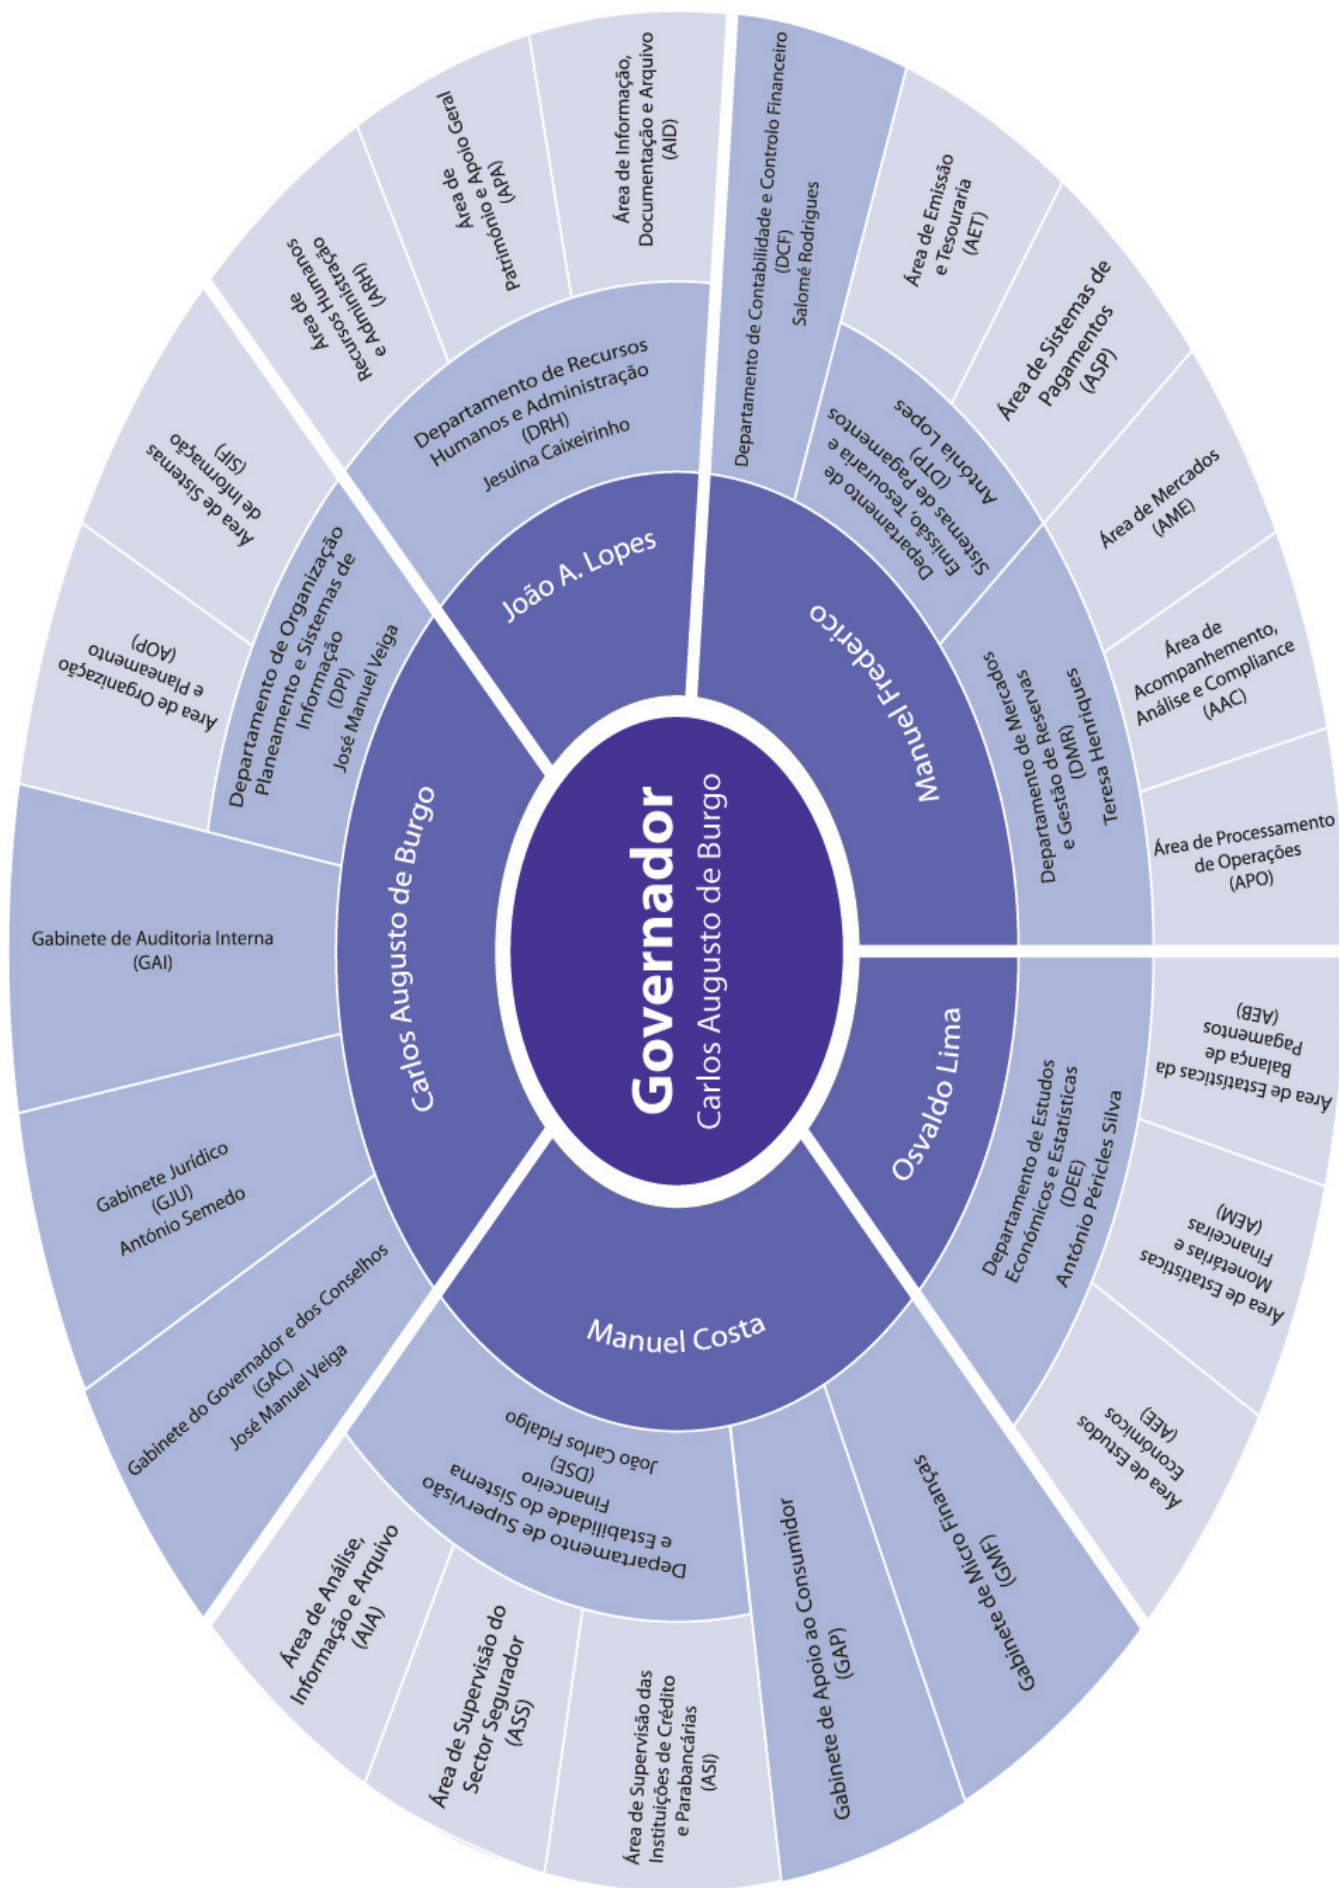 Governador
Carlos Augusto de Burgo
Carlos Augusto de Burgo
Departamento de Organização
Planeamento e Sistemas de
Informação
(DPI)
José Manuel Veiga
Área de Sistemas
de Informação
(SIF)
Área de Organização
e Planeamento
(AOP)
Gabinete de Auditoria Interna
(GAI)
Gabinete Jurídico
(GJU)
António Semedo
Gabinete do Governador e dos Conselhos
(GAC)
José Manuel Veiga
João A. Lopes
Departamento de Recursos
Humanos e Administração
(DRH)
Jesuina Caixeirinho
Área de
Recursos Humanos
e Administração
(ARH)
Área de
Património e Apoio Geral
(APA)
Área de Informação,
Documentação e Arquivo
(AID)
Manuel Frederico
Departamento de Contabilidade e Controlo Financeiro
(DCF)
Salomé Rodrigues
Departamento de
Emissão, Tesouraria e
Sistemas de Pagamentos
(DTP)
Antónia Lopes
Área de Emissão
e Tesouraria
(AET)
Área de Sistemas de
Pagamentos
(ASP)
Departamento de Mercados
e Gestão de Reservas
(DMR)
Teresa Henriques
Área de Mercados
(AME)
Área de
Acompanhemento,
Análise e Compliance
(AAC)
Área de Processamento
de Operações
(APO)
Osvaldo Lima
Departamento de Estudos
Económicos e Estatísticas
(DEE)
António Péricles Silva
Área de Estatísticas da
Balança de
Pagamentos
(AEB)
Área de Estatísticas
Monetárias e
Financeiras
(AEM)
Área de Estudos
Económicos
(AEE)
Manuel Costa
Gabinete de Micro Finanças
(GMF)
Gabinete de Apoio ao Consumidor
(GAP)
Departamento de Supervisão
e Estabilidade do Sistema
Financeiro
(DSE)
João Carlos Fidalgo
Área de Supervisão das
Instituições de Crédito
e Parabancárias
(ASI)
Área de Supervisão do
Sector Segurador
(ASS)
Área de Análise,
Informação e Arquivo
(AIA)